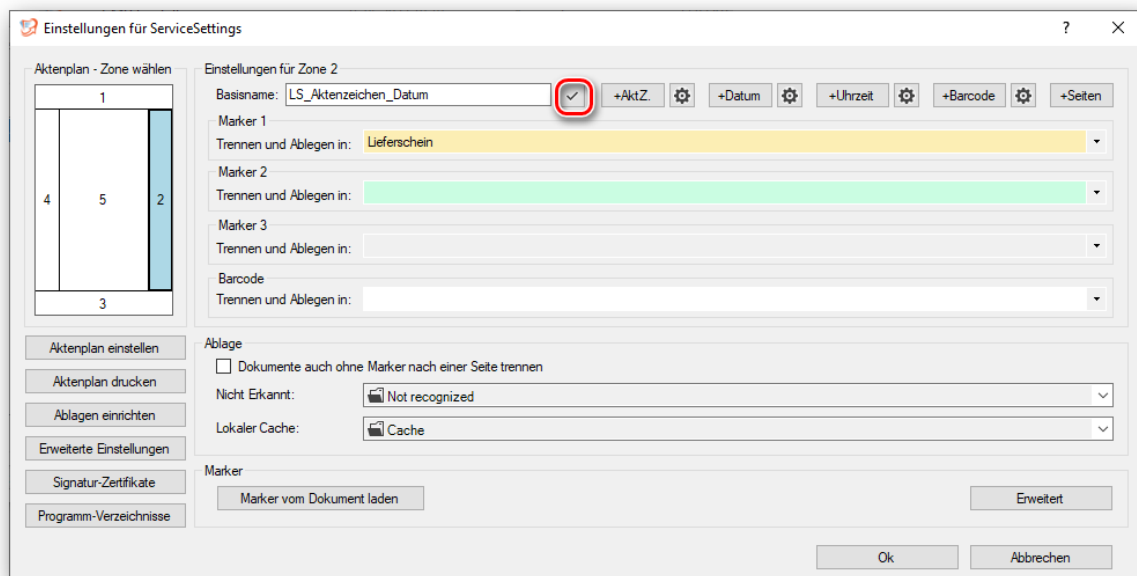 Einstellungen für ServiceSettings
?
Aktenplan - Zone wählen
1
4
5
2
3
Einstellungen für Zone 2
Basisname: LS_Aktenzeichen_Datum +AktZ. +Datum +Uhrzeit +Barcode +Seiten
Marker 1
Trennen und Ablegen in: Lieferschein
Marker 2
Trennen und Ablegen in:
Marker 3
Trennen und Ablegen in:
Barcode
Trennen und Ablegen in:
Aktenplan einstellen
Aktenplan drucken
Ablagen einrichten
Erweiterte Einstellungen
Signatur-Zertifikate
Programm-Verzeichnisse
Ablage
Dokumente auch ohne Marker nach einer Seite trennen
Nicht Erkannt: Not recognized
Lokaler Cache: Cache
Marker
Marker vom Dokument laden Erweitert
Ok Abbrechen